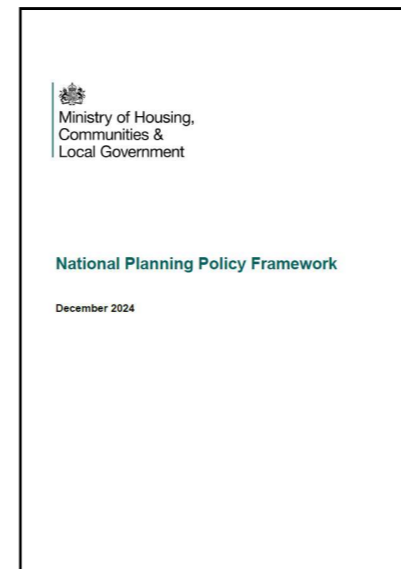 Ministry of Housing,
Communities &
Local Government
National Planning Policy Framework
December 2024